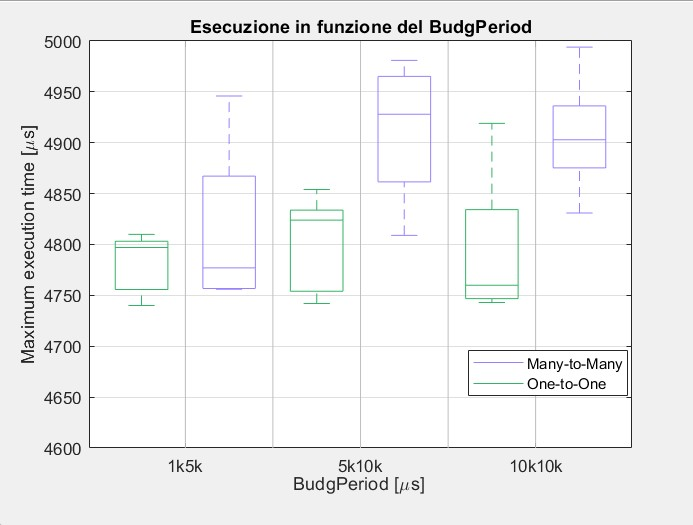 Esecuzione in funzione del BudgPeriod
5000
4950
4900
4850
4800
4750
4700
4650
4600
Maximum execution time [μs]
Many-to-Many
One-to-One
1k5k
5k10k
10k10k
BudgPeriod [μs]